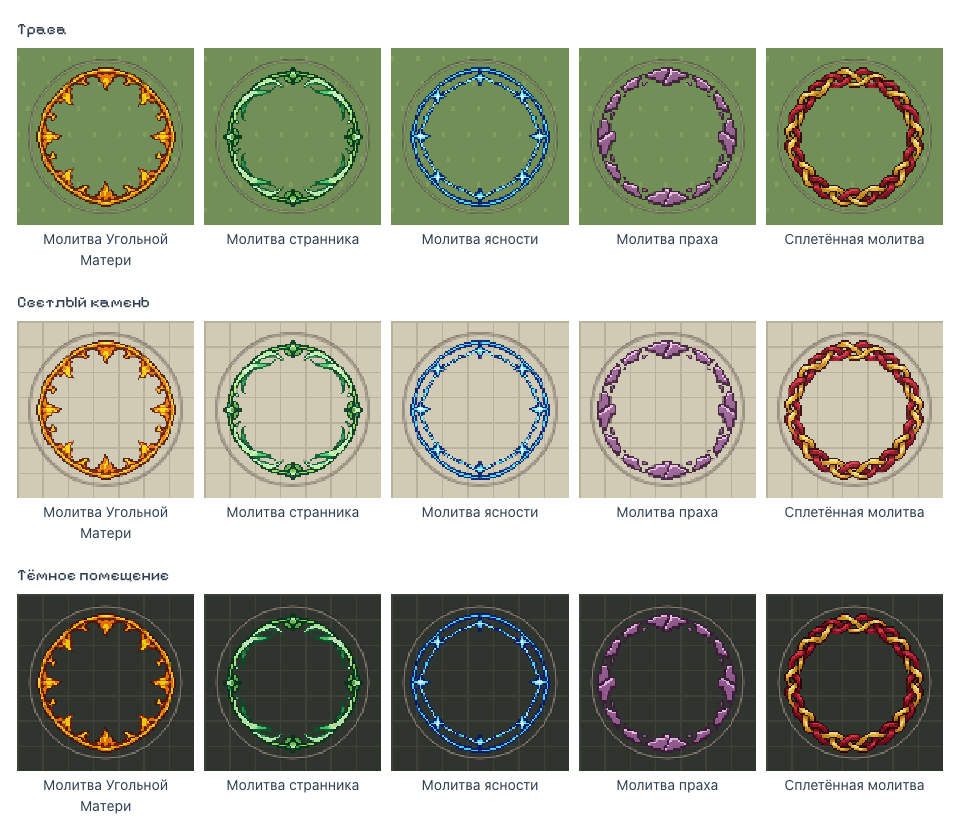 Трава
Молитва Угольной
Матери
Молитва странника
Молитва ясности
Молитва праха
Сплетённая молитва
Светлый камень
Молитва Угольной
Матери
Молитва странника
Молитва ясности
Молитва праха
Сплетённая молитва
Тёмное помещение
Молитва Угольной
Матери
Молитва странника
Молитва ясности
Молитва праха
Сплетённая молитва